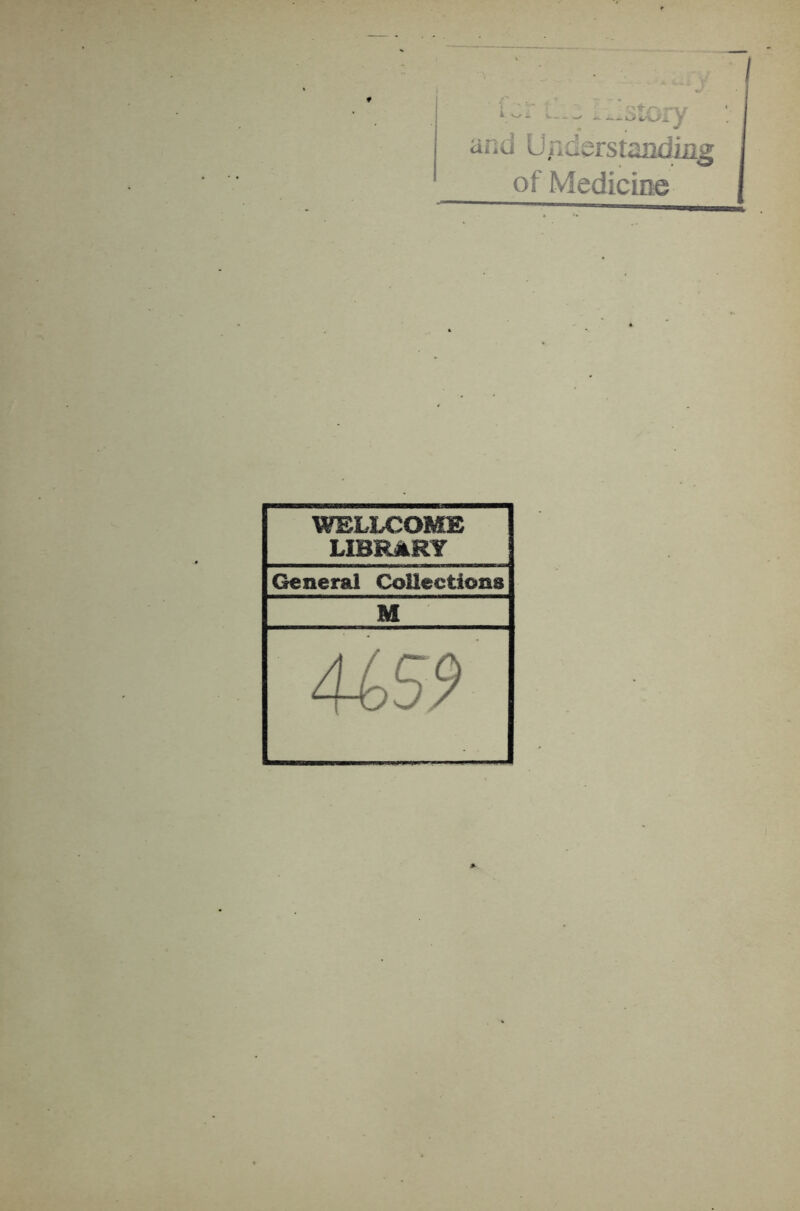 and Understanding
of Medicine
WELLCOME
LIBRARY
General Collections
M
4659